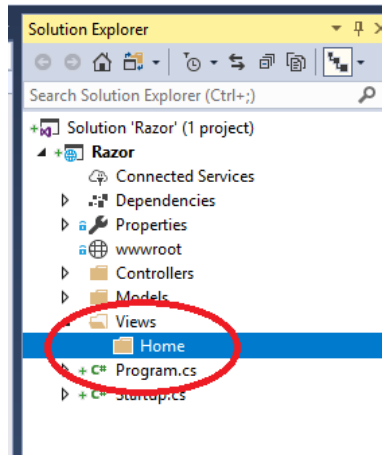 Solution Explorer
Search Solution Explorer (Ctrl+;)
Solution 'Razor' (1 project)
Razor
Connected Services
Dependencies
Properties
wwwroot
Controllers
Models
Views
Home
C# Program.cs
C# Startup.cs